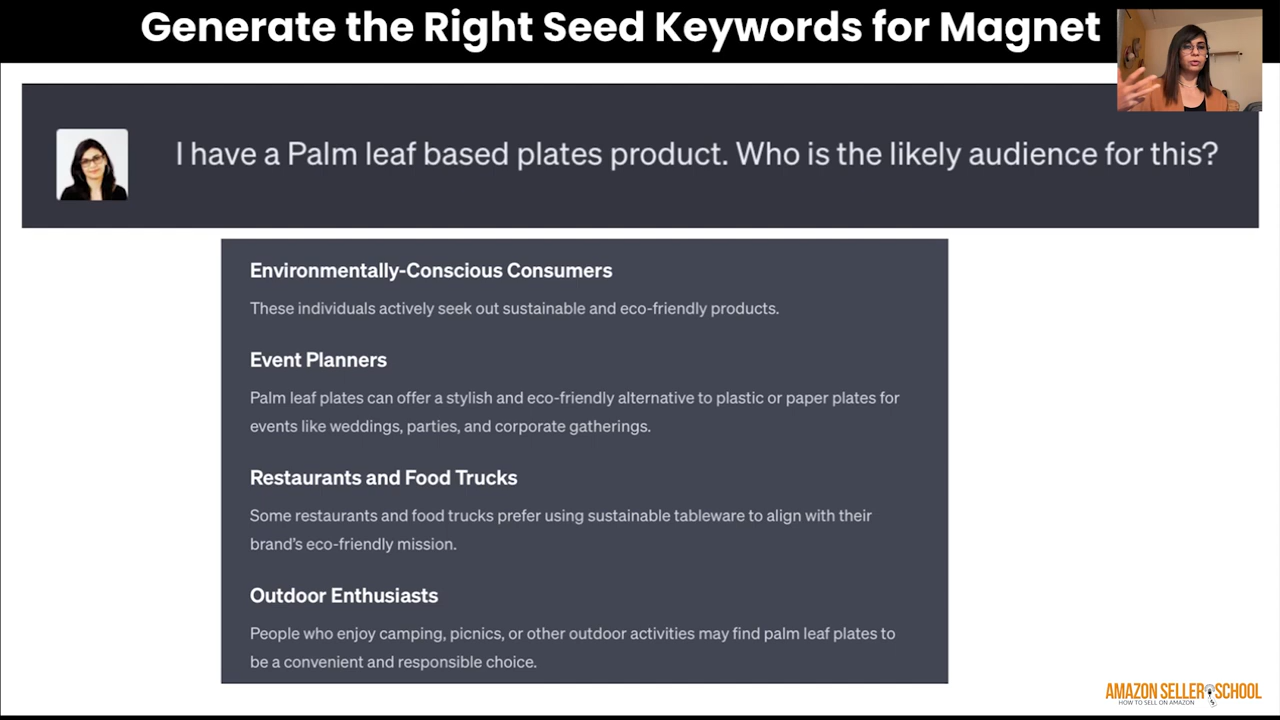 Generate the Right Seed Keywords for Magnet
I have a Palm leaf based plates product. Who is the likely audience for this?
Environmentally-Conscious Consumers
These individuals actively seek out sustainable and eco-friendly products.
Event Planners
Palm leaf plates can offer a stylish and eco-friendly alternative to plastic or paper plates for
events like weddings, parties, and corporate gatherings.
Restaurants and Food Trucks
Some restaurants and food trucks prefer using sustainable tableware to align with their
brand’s eco-friendly mission.
Outdoor Enthusiasts
People who enjoy camping, picnics, or other outdoor activities may find palm leaf plates to
be a convenient and responsible choice.
AMAZON SELLER SCHOOL
HOW TO SELL ON AMAZON